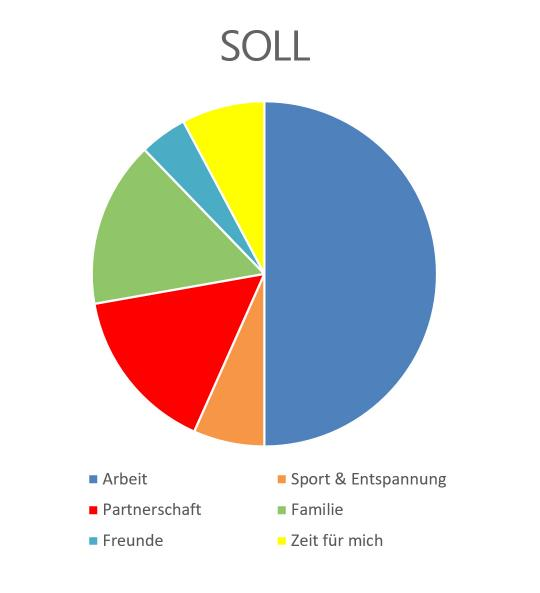 SOLL
Arbeit
Sport & Entspannung
Partnerschaft
Familie
Freunde
Zeit für mich